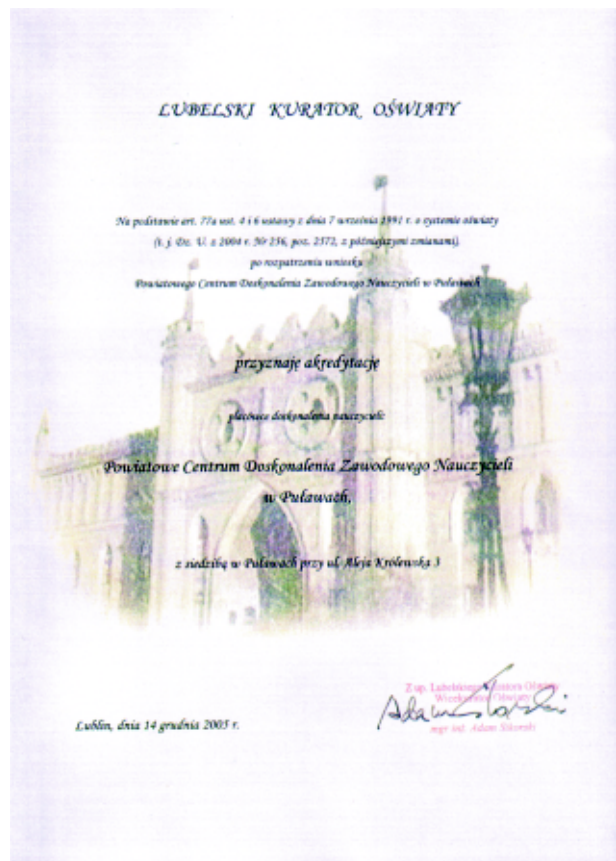 LUBELSKI KURATOR OŚWIATY
Na podstawie art. 77a ust. 4 i 6 ustawy z dnia 7 września 1991 r. o systemie oświaty
(t. j. Dz. U. z 2004 r. Nr 256, poz. 2572, z późniejszymi zmianami),
po rozpatrzeniu wniosku
Powiatowego Centrum Doskonalenia Zawodowego Nauczycieli w Puławach
przyznaję akredytację
placówce doskonalenia nauczycieli:
Powiatowe Centrum Doskonalenia Zawodowego Nauczycieli
w Puławach,
z siedzibą w Puławach przy ul. Aleja Królewska 3
Z up. Lubelskiego Kuratora Oświaty
Wicekurator Oświaty
mgr inż. Adam Sikorski
Lublin, dnia 14 grudnia 2005 r.